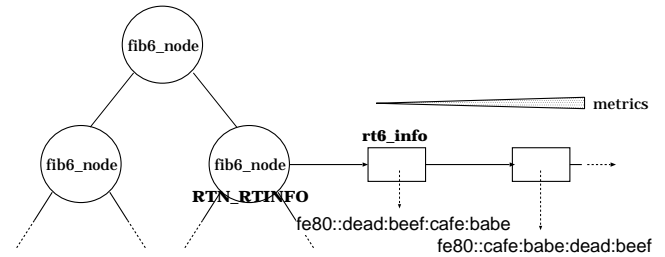 fib6_node
metrics
rt6_info
fib6_node
fib6_node
RTN_RTINFO
fe80::dead:beef:cafe:babe
fe80::cafe:babe:dead:beef